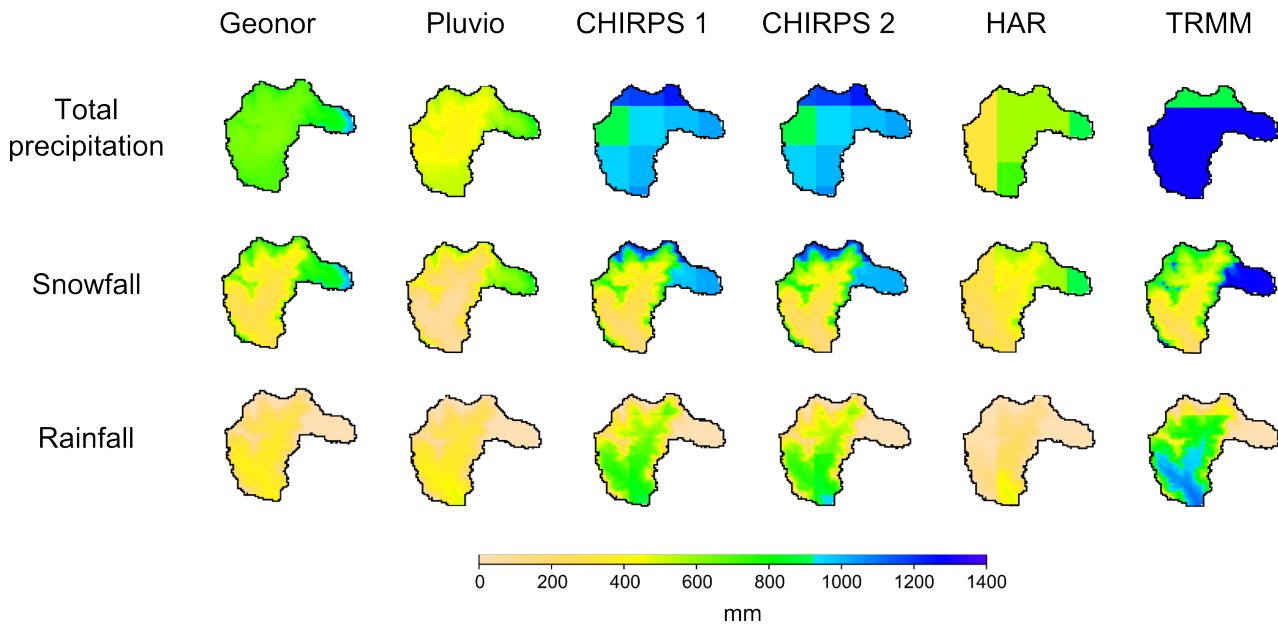 Geonor Pluvio CHIRPS 1 CHIRPS 2 HAR TRMM
Total
precipitation
Snowfall
Rainfall
0 200 400 600 800 1000 1200 1400
mm